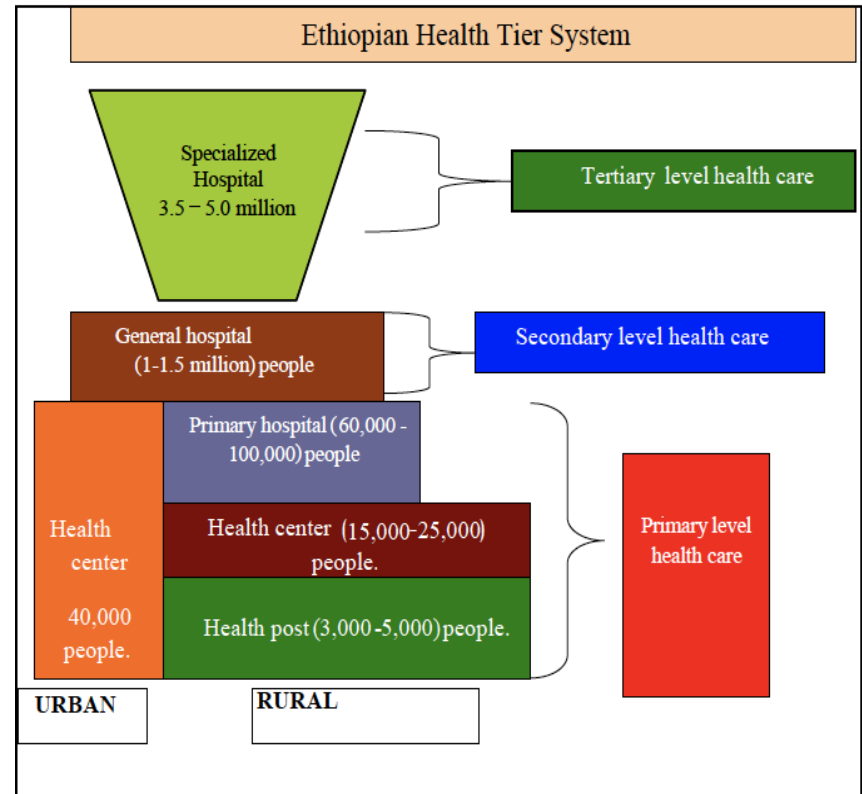 Ethiopian Health Tier System
Specialized
Hospital
3.5 – 5.0 million
Tertiary level health care
General hospital
(1-1.5 million) people
Secondary level health care
Primary hospital (60,000 -
100,000) people
Health center (15,000-25,000)
people.
Health post (3,000 -5,000) people.
Health
center
40,000
people.
Primary level
health care
URBAN
RURAL